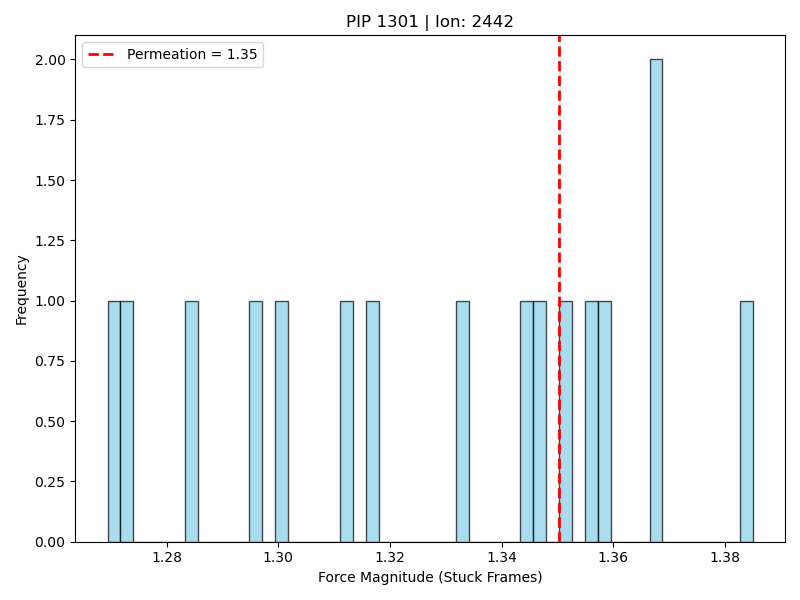 PIP 1301 | Ion: 2442
Permeation = 1.35
Frequency
2.00
1.75
1.50
1.25
1.00
0.75
0.50
0.25
0.00
1.28 1.30 1.32 1.34 1.36 1.38
Force Magnitude (Stuck Frames)